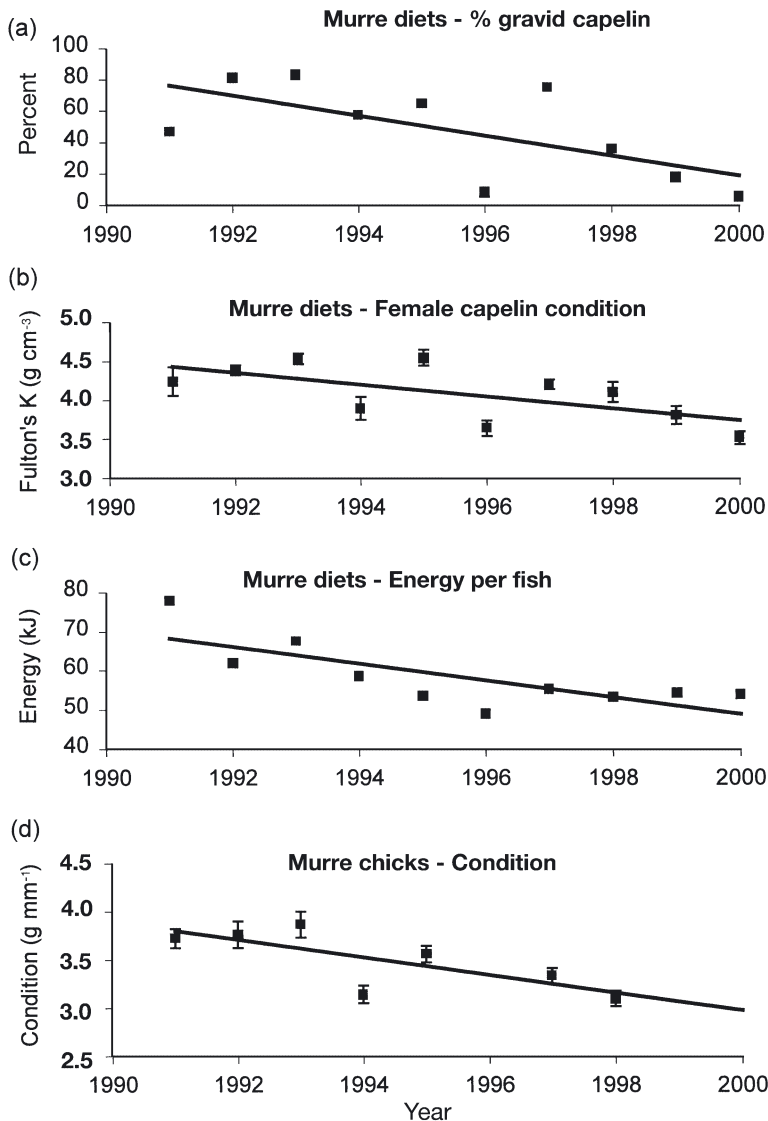 (a)
Murre diets - % gravid capelin
Percent
100
80
60
40
20
0
1990 1992 1994 1996 1998 2000
(b)
Murre diets - Female capelin condition
Fulton's K (g cm⁻³)
5.0
4.5
4.0
3.5
3.0
1990 1992 1994 1996 1998 2000
(c)
Murre diets - Energy per fish
Energy (kJ)
80
70
60
50
40
1990 1992 1994 1996 1998 2000
(d)
Murre chicks - Condition
Condition (g mm⁻¹)
4.5
4.0
3.5
3.0
2.5
1990 1992 1994 1996 1998 2000
Year